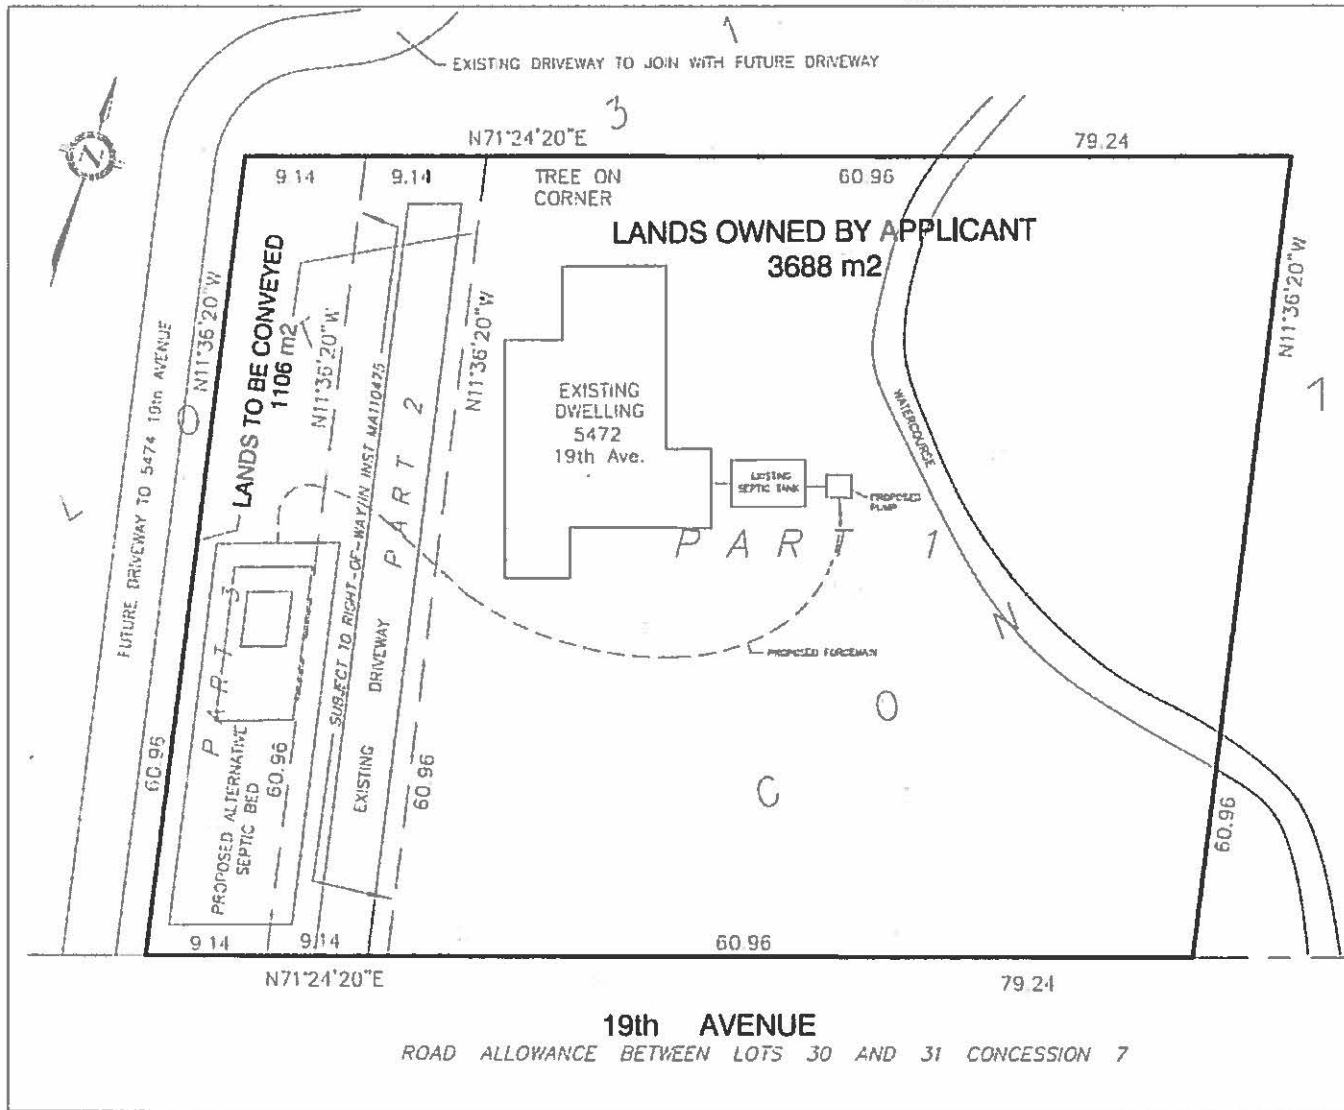 EXISTING DRIVEWAY TO JOIN WITH FUTURE DRIVEWAY
1
3
N71°24'20"E
79.24
9.14
9.14
TREE ON
CORNER
60.96
LANDS OWNED BY APPLICANT
3688 m2
Z
LANDS TO BE CONVEYED
1106 m2
N11°36'20"W
N11°36'20"W
N11°36'20"W
N11°36'20"W
FUTURE DRIVEWAY TO 5474 19th AVENUE
SUBJECT TO RIGHT-OF-WAY IN INST MA110475
PART 2
EXISTING
DWELLING
5472
19th Ave.
EXISTING
SEPTIC TANK
PROPOSED
PUMP
WATERCOURSE
1
L
O
PART 1
PART 3
PROPOSED FORCEMAIN
N
O
C
EXISTING DRIVEWAY
PROPOSED ALTERNATIVE
SEPTIC BED
60.96
60.96
60.96
60.96
9.14
9.14
60.96
N71°24'20"E
79.24
19th AVENUE
ROAD ALLOWANCE BETWEEN LOTS 30 AND 31 CONCESSION 7